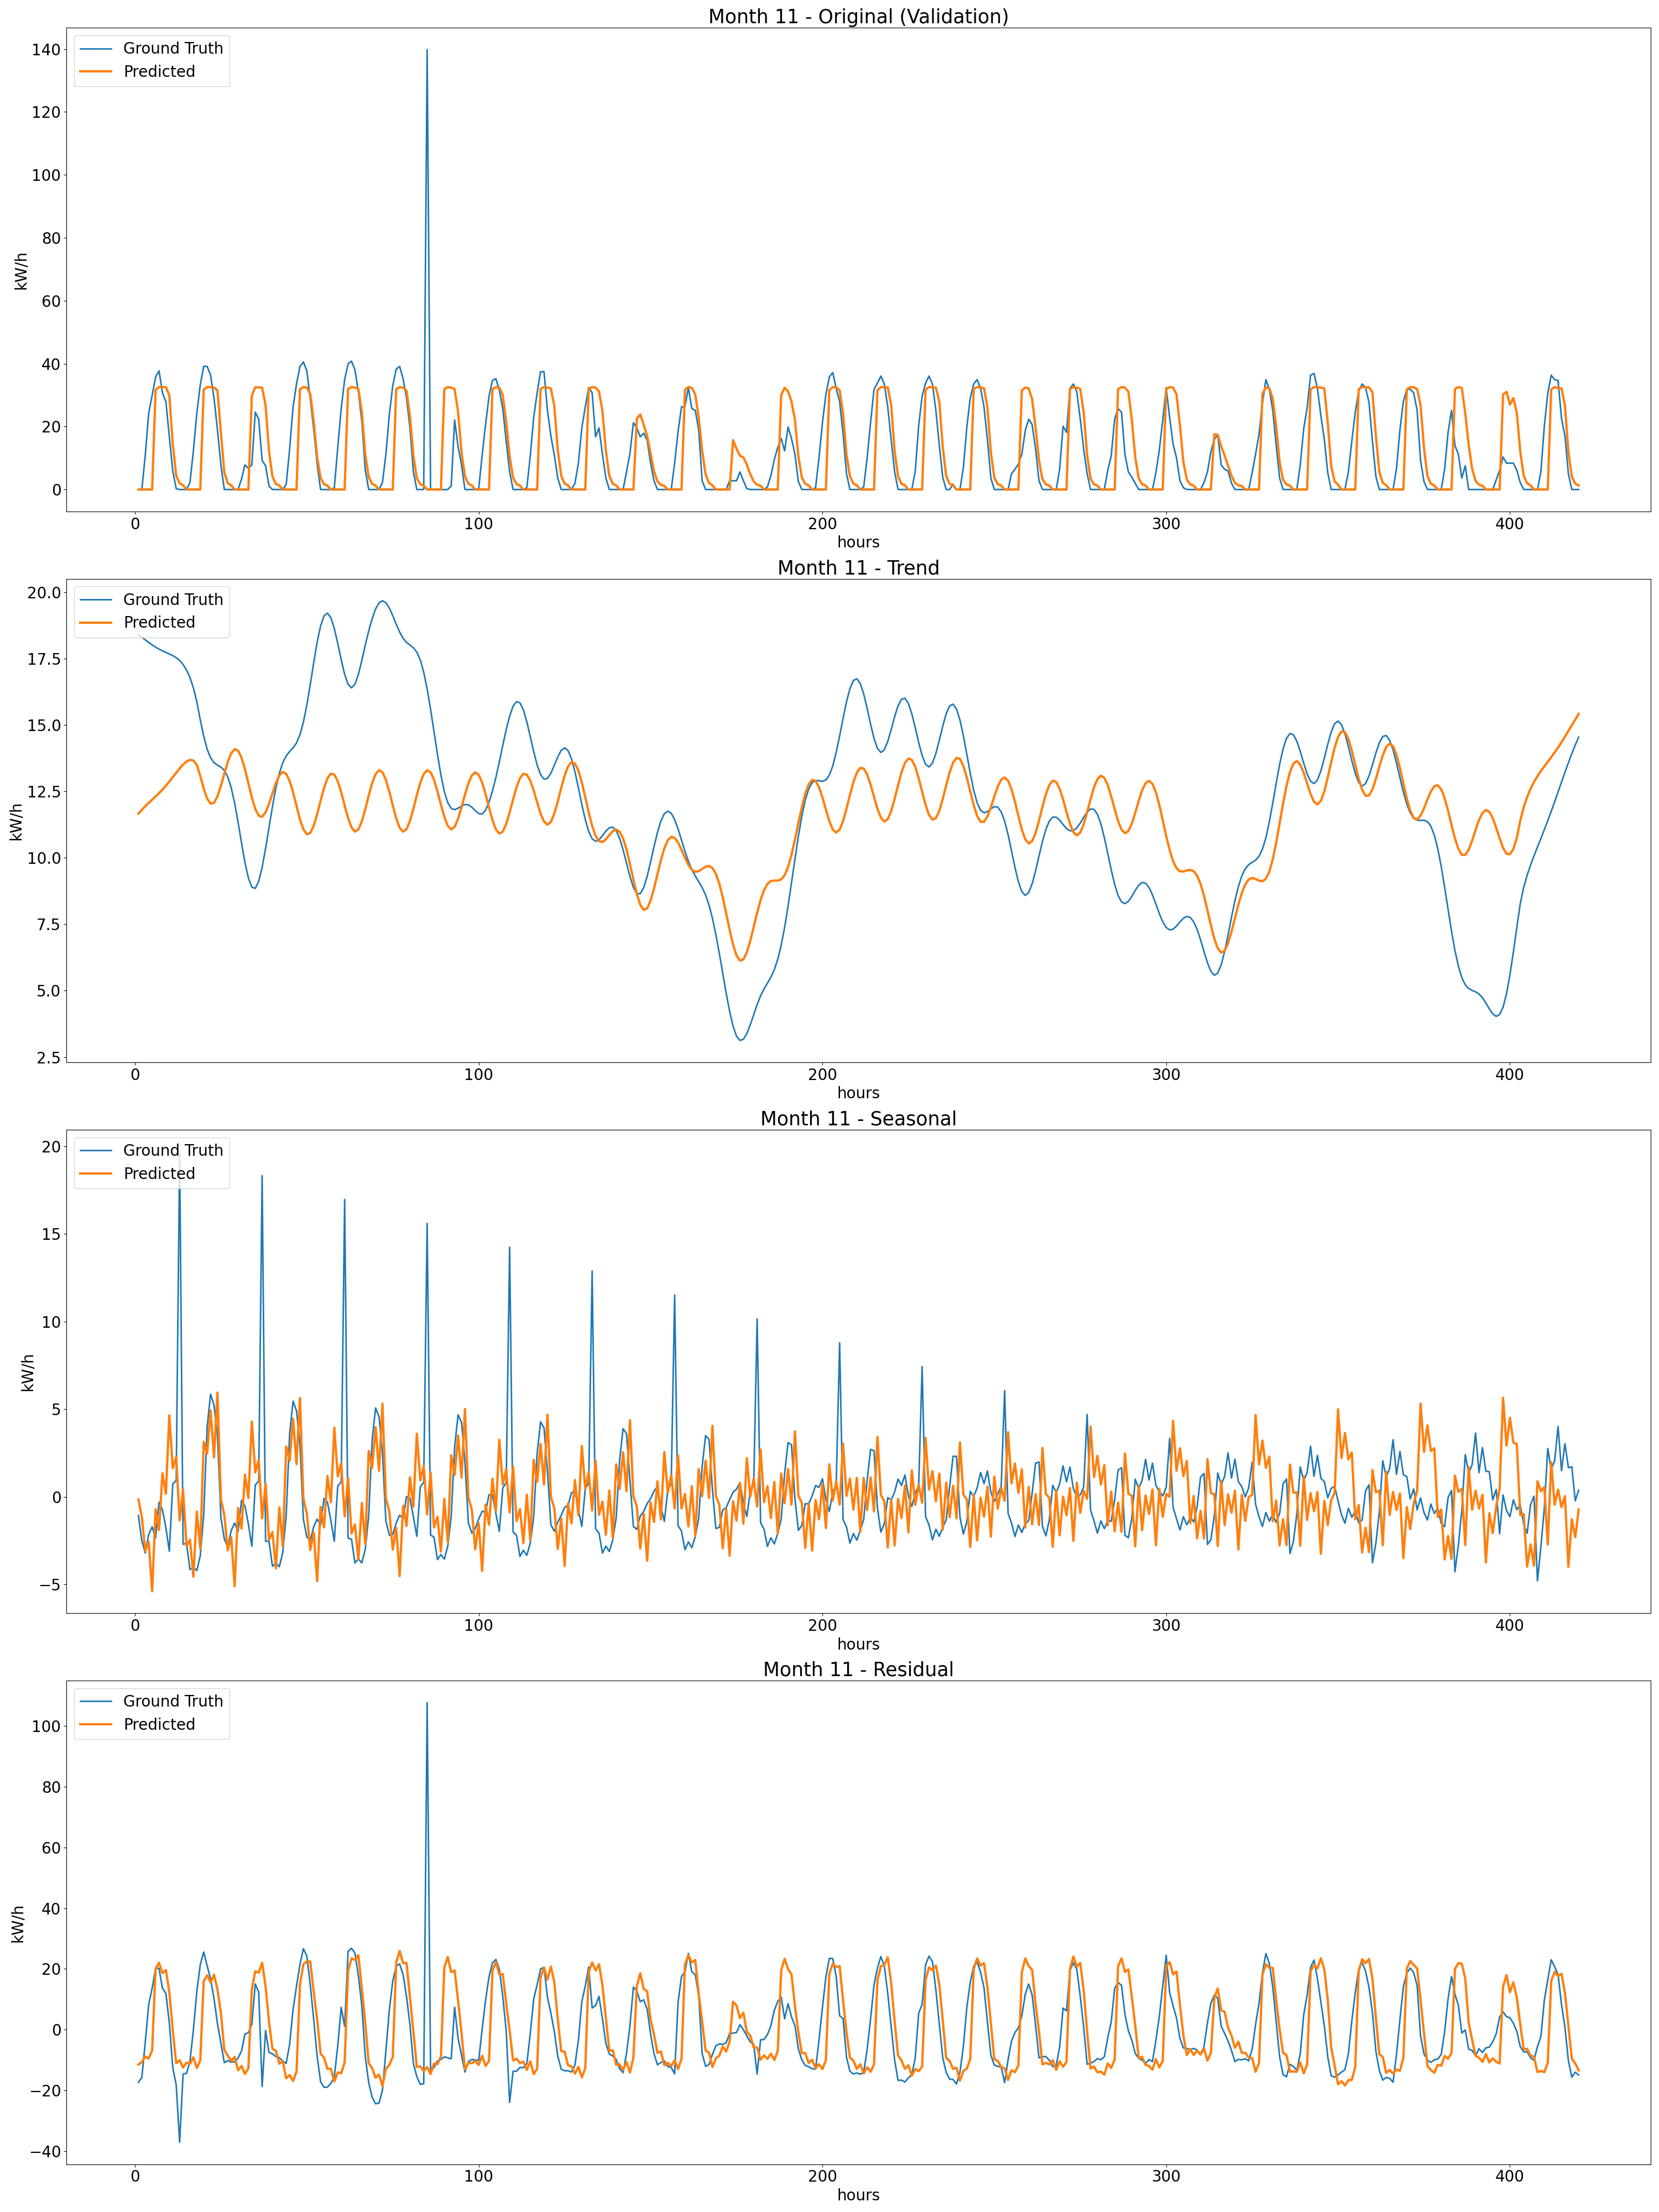 Month 11 - Original (Validation)
Ground Truth
Predicted
kW/h
140
120
100
80
60
40
20
0
0 100 200 300 400
hours
Month 11 - Trend
Ground Truth
Predicted
kW/h
20.0
17.5
15.0
12.5
10.0
7.5
5.0
2.5
0 100 200 300 400
hours
Month 11 - Seasonal
Ground Truth
Predicted
kW/h
20
15
10
5
0
−5
0 100 200 300 400
hours
Month 11 - Residual
Ground Truth
Predicted
kW/h
100
80
60
40
20
0
−20
−40
0 100 200 300 400
hours